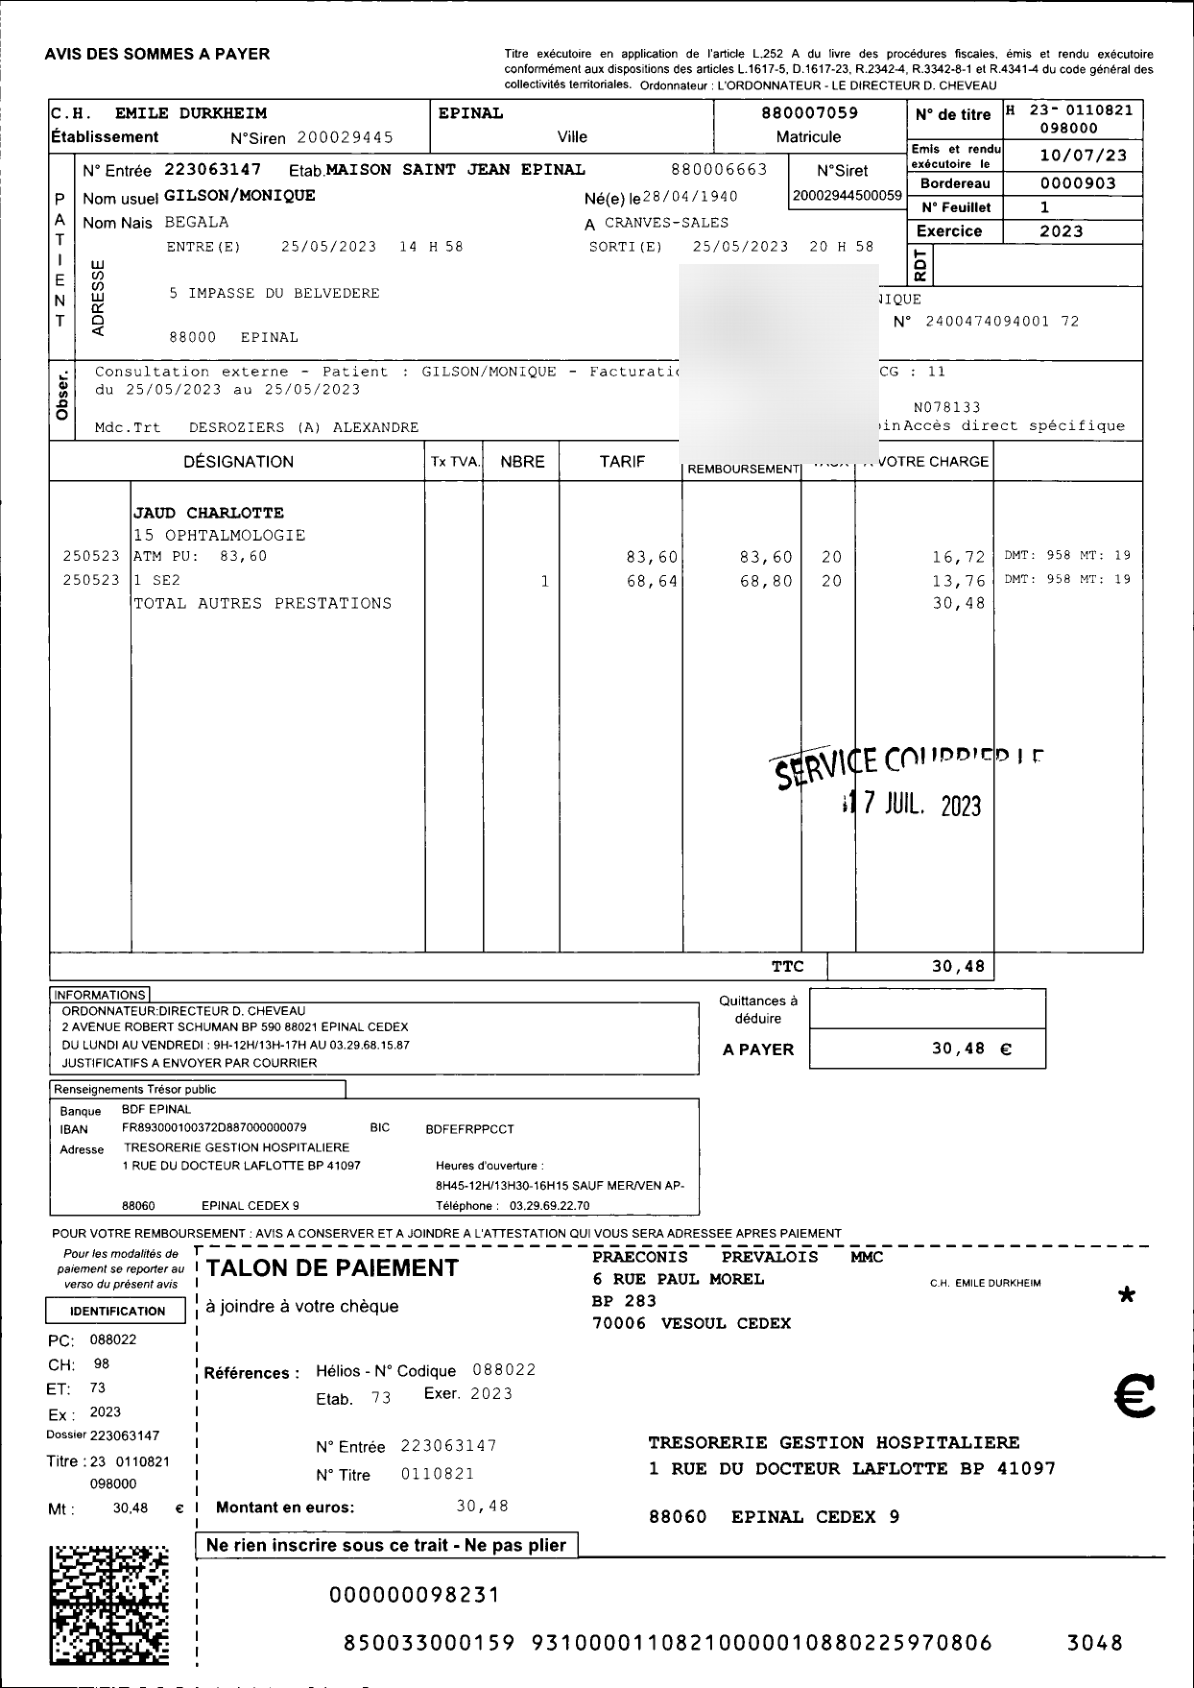 AVIS DES SOMMES A PAYER
Titre exécutoire en application de l'article L.252 A du livre des procédures fiscales, émis et rendu exécutoire
conformément aux dispositions des articles L.1617-5, D.1617-23, R.2342-4, R.3342-8-1 et R.4341-4 du code général des
collectivités territoriales. Ordonnateur : L'ORDONNATEUR - LE DIRECTEUR D. CHEVEAU
C.H. EMILE DURKHEIM EPINAL 880007059 N° de titre H 23- 0110821
Établissement N°Siren 200029445 Ville Matricule 098000
Emis et rendu exécutoire le 10/07/23
N° Entrée 223063147 Etab. MAISON SAINT JEAN EPINAL 880006663 N°Siret
Bordereau 0000903
Nom usuel GILSON/MONIQUE Né(e) le 28/04/1940 20002944500059
N° Feuillet 1
Nom Nais BEGALA A CRANVES-SALES
Exercice 2023
PATIENT
ENTRE(E) 25/05/2023 14 H 58 SORTI(E) 25/05/2023 20 H 58
RDT
ADRESSE
5 IMPASSE DU BELVEDERE
NIQUE
N° 2400474094001 72
88000 EPINAL
Obser.
Consultation externe - Patient : GILSON/MONIQUE - Facturatio CG : 11
du 25/05/2023 au 25/05/2023
N078133
Mdc.Trt DESROZIERS (A) ALEXANDRE inAccès direct spécifique
DÉSIGNATION Tx TVA. NBRE TARIF REMBOURSEMENT VOTRE CHARGE
JAUD CHARLOTTE
15 OPHTALMOLOGIE
250523 ATM PU: 83,60 83,60 83,60 20 16,72 DMT: 958 MT: 19
250523 1 SE2 1 68,64 68,80 20 13,76 DMT: 958 MT: 19
TOTAL AUTRES PRESTATIONS 30,48
SERVICE COURRIER LE
17 JUIL. 2023
TTC 30,48
INFORMATIONS
ORDONNATEUR:DIRECTEUR D. CHEVEAU
2 AVENUE ROBERT SCHUMAN BP 590 88021 EPINAL CEDEX
DU LUNDI AU VENDREDI : 9H-12H/13H-17H AU 03.29.68.15.87
JUSTIFICATIFS A ENVOYER PAR COURRIER
Quittances à
déduire
A PAYER 30,48 €
Renseignements Trésor public
Banque BDF EPINAL
IBAN FR893000100372D887000000079 BIC BDFEFRPPCCT
Adresse TRESORERIE GESTION HOSPITALIERE
1 RUE DU DOCTEUR LAFLOTTE BP 41097 Heures d'ouverture :
8H45-12H/13H30-16H15 SAUF MER/VEN AP-
88060 EPINAL CEDEX 9 Téléphone : 03.29.69.22.70
POUR VOTRE REMBOURSEMENT : AVIS A CONSERVER ET A JOINDRE A L'ATTESTATION QUI VOUS SERA ADRESSEE APRES PAIEMENT
Pour les modalités de
paiement se reporter au
verso du présent avis
IDENTIFICATION
PC: 088022
CH: 98
ET: 73
Ex : 2023
Dossier 223063147
Titre : 23 0110821
098000
Mt : 30,48 €
TALON DE PAIEMENT
à joindre à votre chèque
PRAECONIS PREVALOIS MMC
6 RUE PAUL MOREL
BP 283
70006 VESOUL CEDEX
C.H. EMILE DURKHEIM *
Références : Hélios - N° Codique 088022
Etab. 73 Exer. 2023
€
N° Entrée 223063147
N° Titre 0110821
Montant en euros: 30,48
TRESORERIE GESTION HOSPITALIERE
1 RUE DU DOCTEUR LAFLOTTE BP 41097
88060 EPINAL CEDEX 9
Ne rien inscrire sous ce trait - Ne pas plier
000000098231
850033000159 931000011082100000108802259 70806 3048